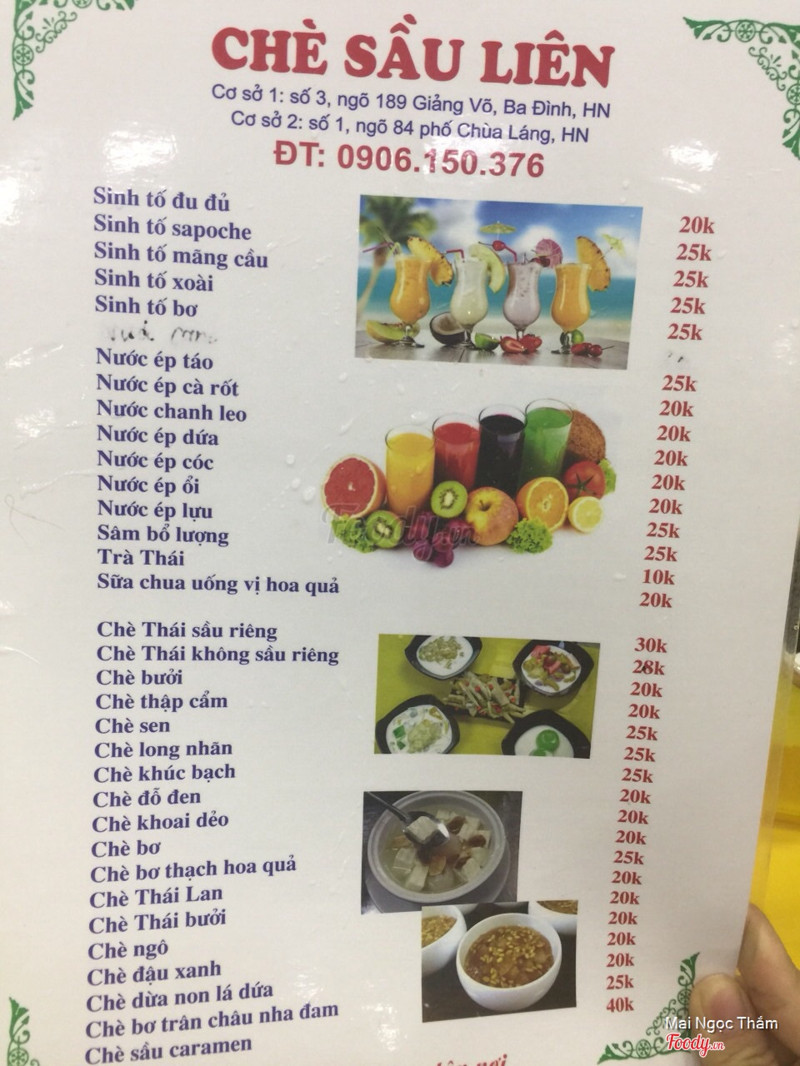 CHÈ SẦU LIÊN
Cơ sở 1: số 3, ngõ 189 Giảng Võ, Ba Đình, HN
Cơ sở 2: số 1, ngõ 84 phố Chùa Láng, HN
ĐT: 0906.150.376
Sinh tố đu đủ 20k
Sinh tố sapoche 25k
Sinh tố mãng cầu 25k
Sinh tố xoài 25k
Sinh tố bơ 25k
Nước ép táo 25k
Nước ép cà rốt 20k
Nước chanh leo 20k
Nước ép dứa 20k
Nước ép cóc 20k
Nước ép ổi 20k
Nước ép lựu 25k
Sâm bổ lượng 25k
Trà Thái 10k
Sữa chua uống vị hoa quả 20k
Chè Thái sầu riêng 30k
Chè Thái không sầu riêng 28k
Chè bưởi 20k
Chè thập cẩm 20k
Chè sen 25k
Chè long nhãn 25k
Chè khúc bạch 25k
Chè đỗ đen 20k
Chè khoai dẻo 20k
Chè bơ 20k
Chè bơ thạch hoa quả 25k
Chè Thái Lan 20k
Chè Thái bưởi 20k
Chè ngô 20k
Chè đậu xanh 20k
Chè dừa non lá dứa 20k
Chè bơ trân châu nha đam 25k
Chè sầu caramen 40k
Foody.vn
Mai Ngọc Thắm
Foody.vn